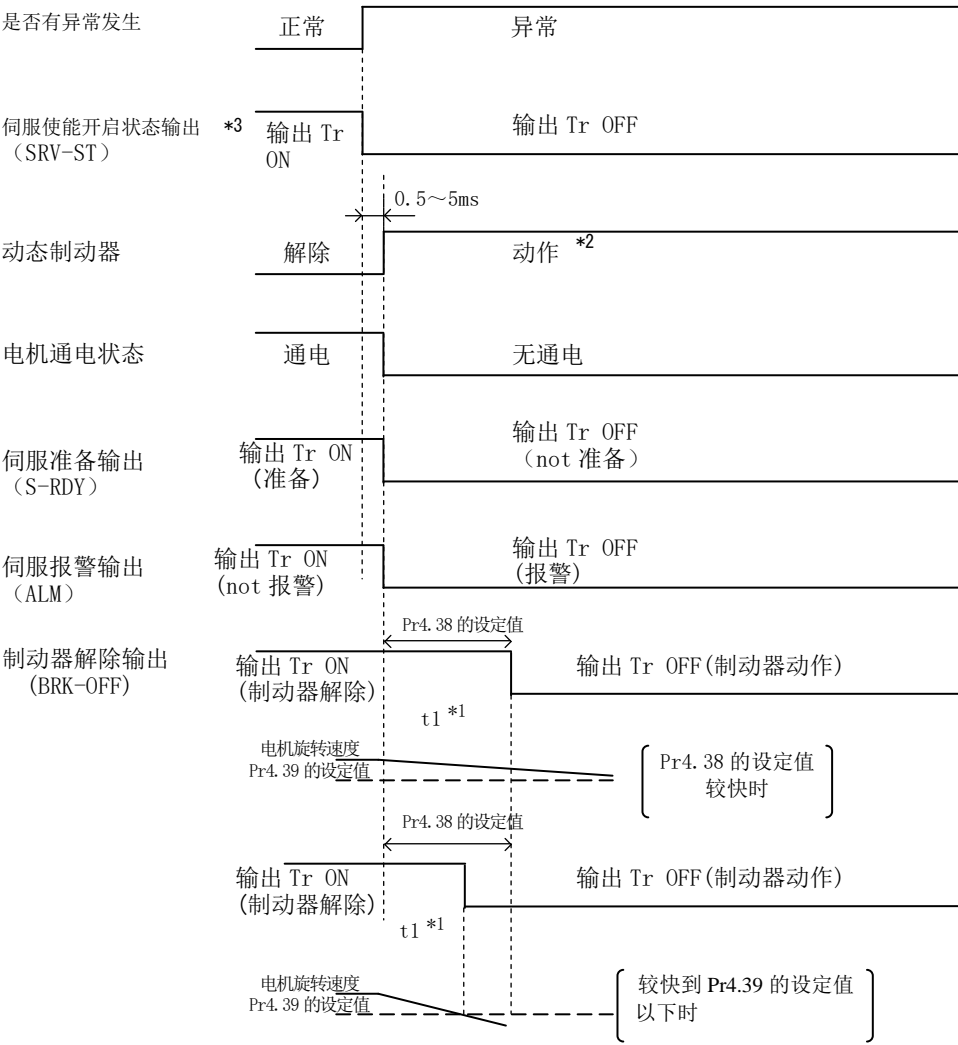 是否有异常发生
正常
异常
伺服使能开启状态输出 *3
（SRV-ST）
输出 Tr
ON
输出 Tr OFF
0.5～5ms
动态制动器
解除
动作 *2
电机通电状态
通电
无通电
伺服准备输出
（S-RDY）
输出 Tr ON
(准备)
输出 Tr OFF
（not 准备）
伺服报警输出
（ALM）
输出 Tr ON
(not 报警)
输出 Tr OFF
(报警)
Pr4.38 的设定值
制动器解除输出
(BRK-OFF)
输出 Tr ON
(制动器解除)
输出 Tr OFF(制动器动作)
t1 *1
电机旋转速度
Pr4.39 的设定值
Pr4.38 的设定值
较快时
Pr4.38 的设定值
输出 Tr ON
(制动器解除)
输出 Tr OFF(制动器动作)
t1 *1
电机旋转速度
Pr4.39 的设定值
较快到 Pr4.39 的设定值
以下时